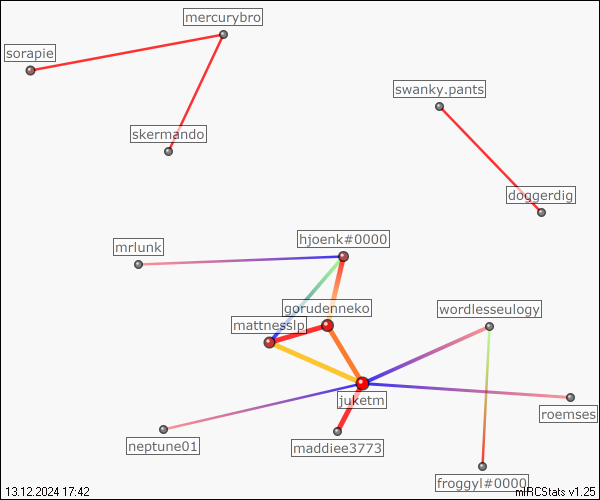 mercurybro
sorapie
swanky.pants
skermando
doggerdig
hjoenk#0000
mrlunk
gorudenneko
wordlesseulogy
mattnesslp
juketm
roemses
neptune01
maddiee3773
froggyl#0000
13.12.2024 17:42
mIRCStats v1.25